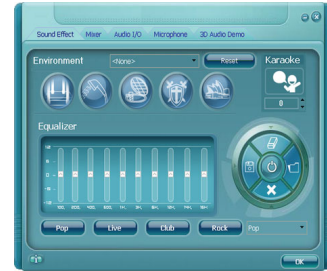 Sound Effect Mixer Audio I/O Microphone 3D Audio Demo
Environment <None> Reset Karaoke
0
Equalizer
Pop Live Club Rock Pop
OK